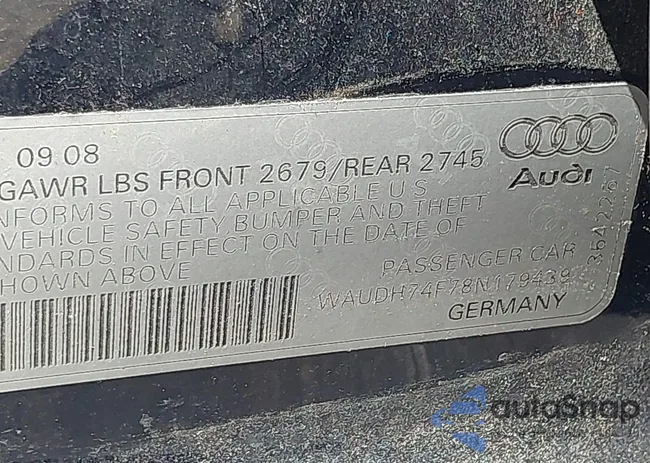 09.08
GAWR LBS FRONT 2679/REAR 2745
NFORMS TO ALL APPLICABLE U S
VEHICLE SAFETY, BUMPER AND THEFT
NDARDS IN EFFECT ON THE DATE OF
HOWN ABOVE
Audi
PASSENGER CAR
WAUDH74F78N179439
GERMANY
35A2267
autoSnap